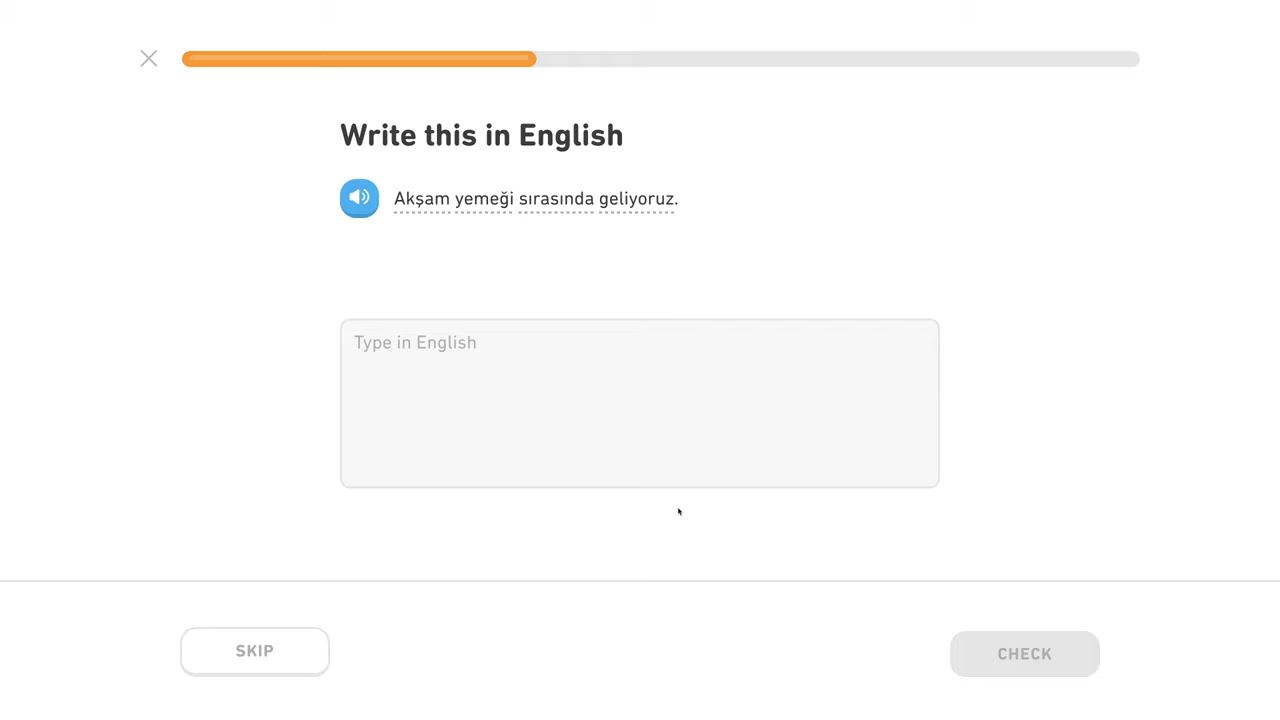 Write this in English
Akşam yemeği sırasında geliyoruz.
Type in English
SKIP
CHECK